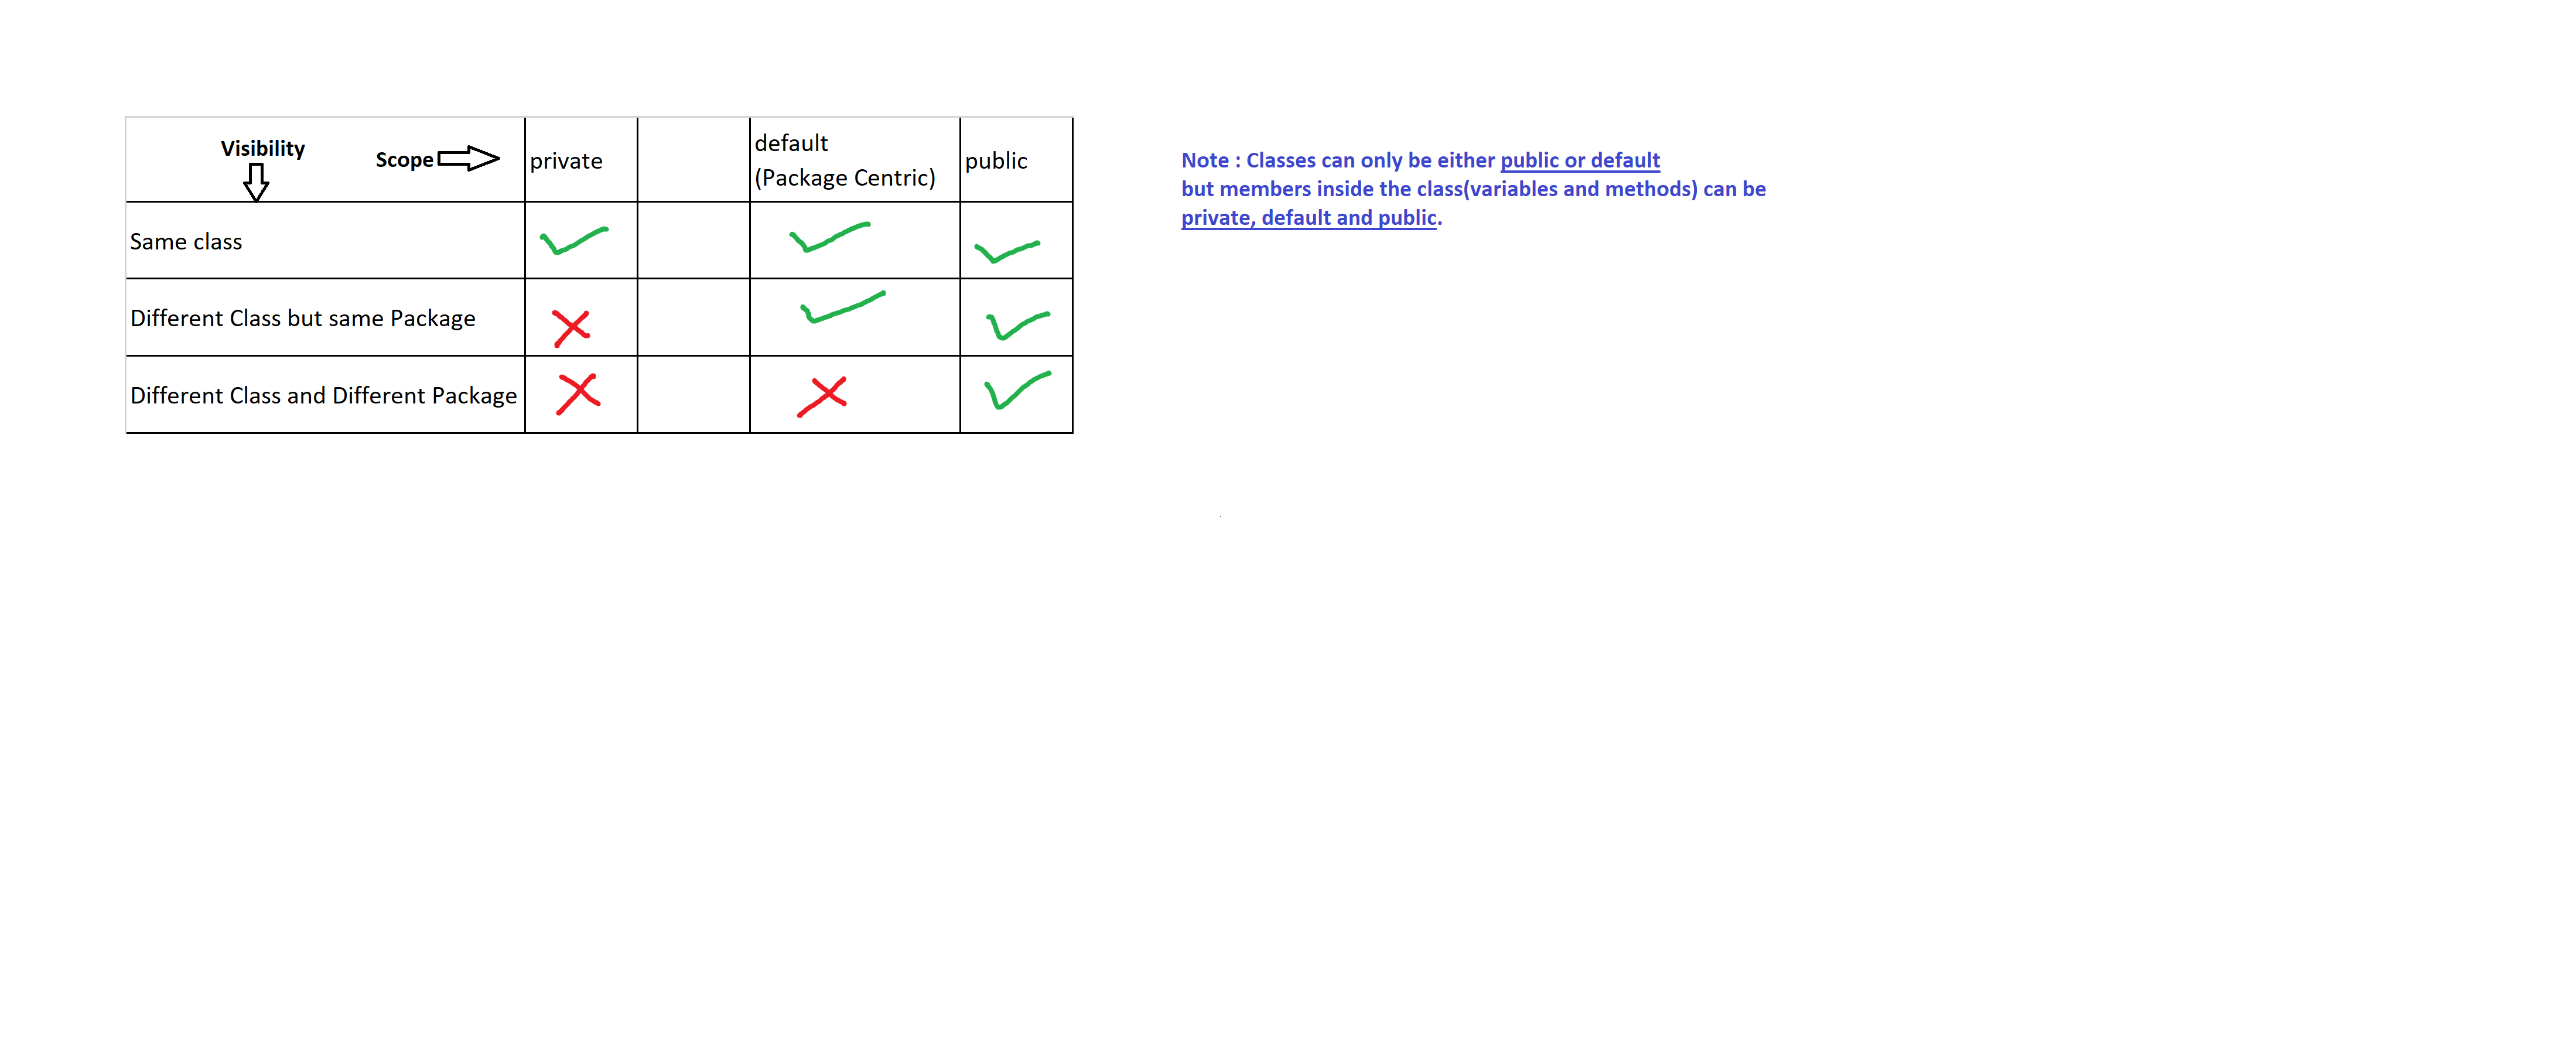 Visibility
Scope
private
default
(Package Centric)
public
Same class
Different Class but same Package
Different Class and Different Package
Note : Classes can only be either public or default
but members inside the class(variables and methods) can be
private, default and public.